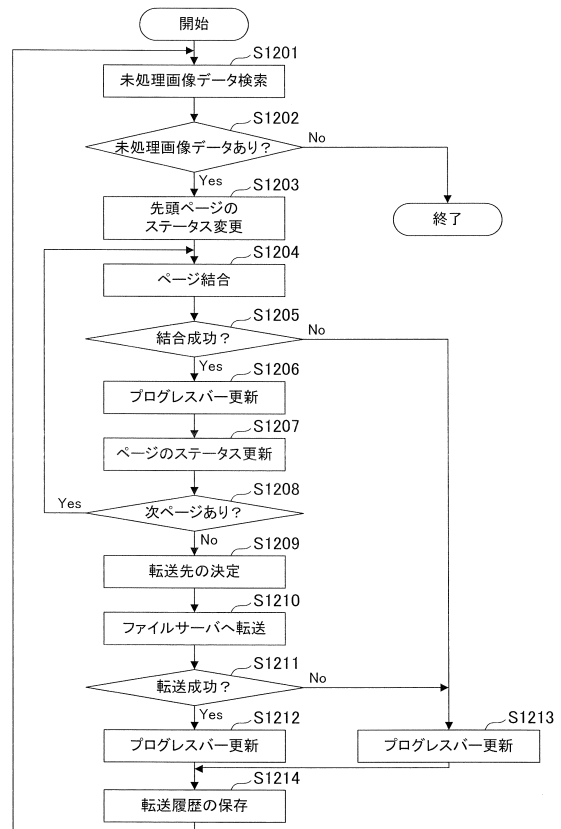 開始
S1201
未処理画像データ検索
S1202
未処理画像データあり?
No
Yes
終了
S1203
先頭ページの
ステータス変更
S1204
ページ結合
S1205
結合成功?
No
Yes
S1206
プログレスバー更新
S1207
ページのステータス更新
S1208
次ページあり?
Yes
No
S1209
転送先の決定
S1210
ファイルサーバへ転送
S1211
転送成功?
No
Yes
S1212
プログレスバー更新
S1213
プログレスバー更新
S1214
転送履歴の保存